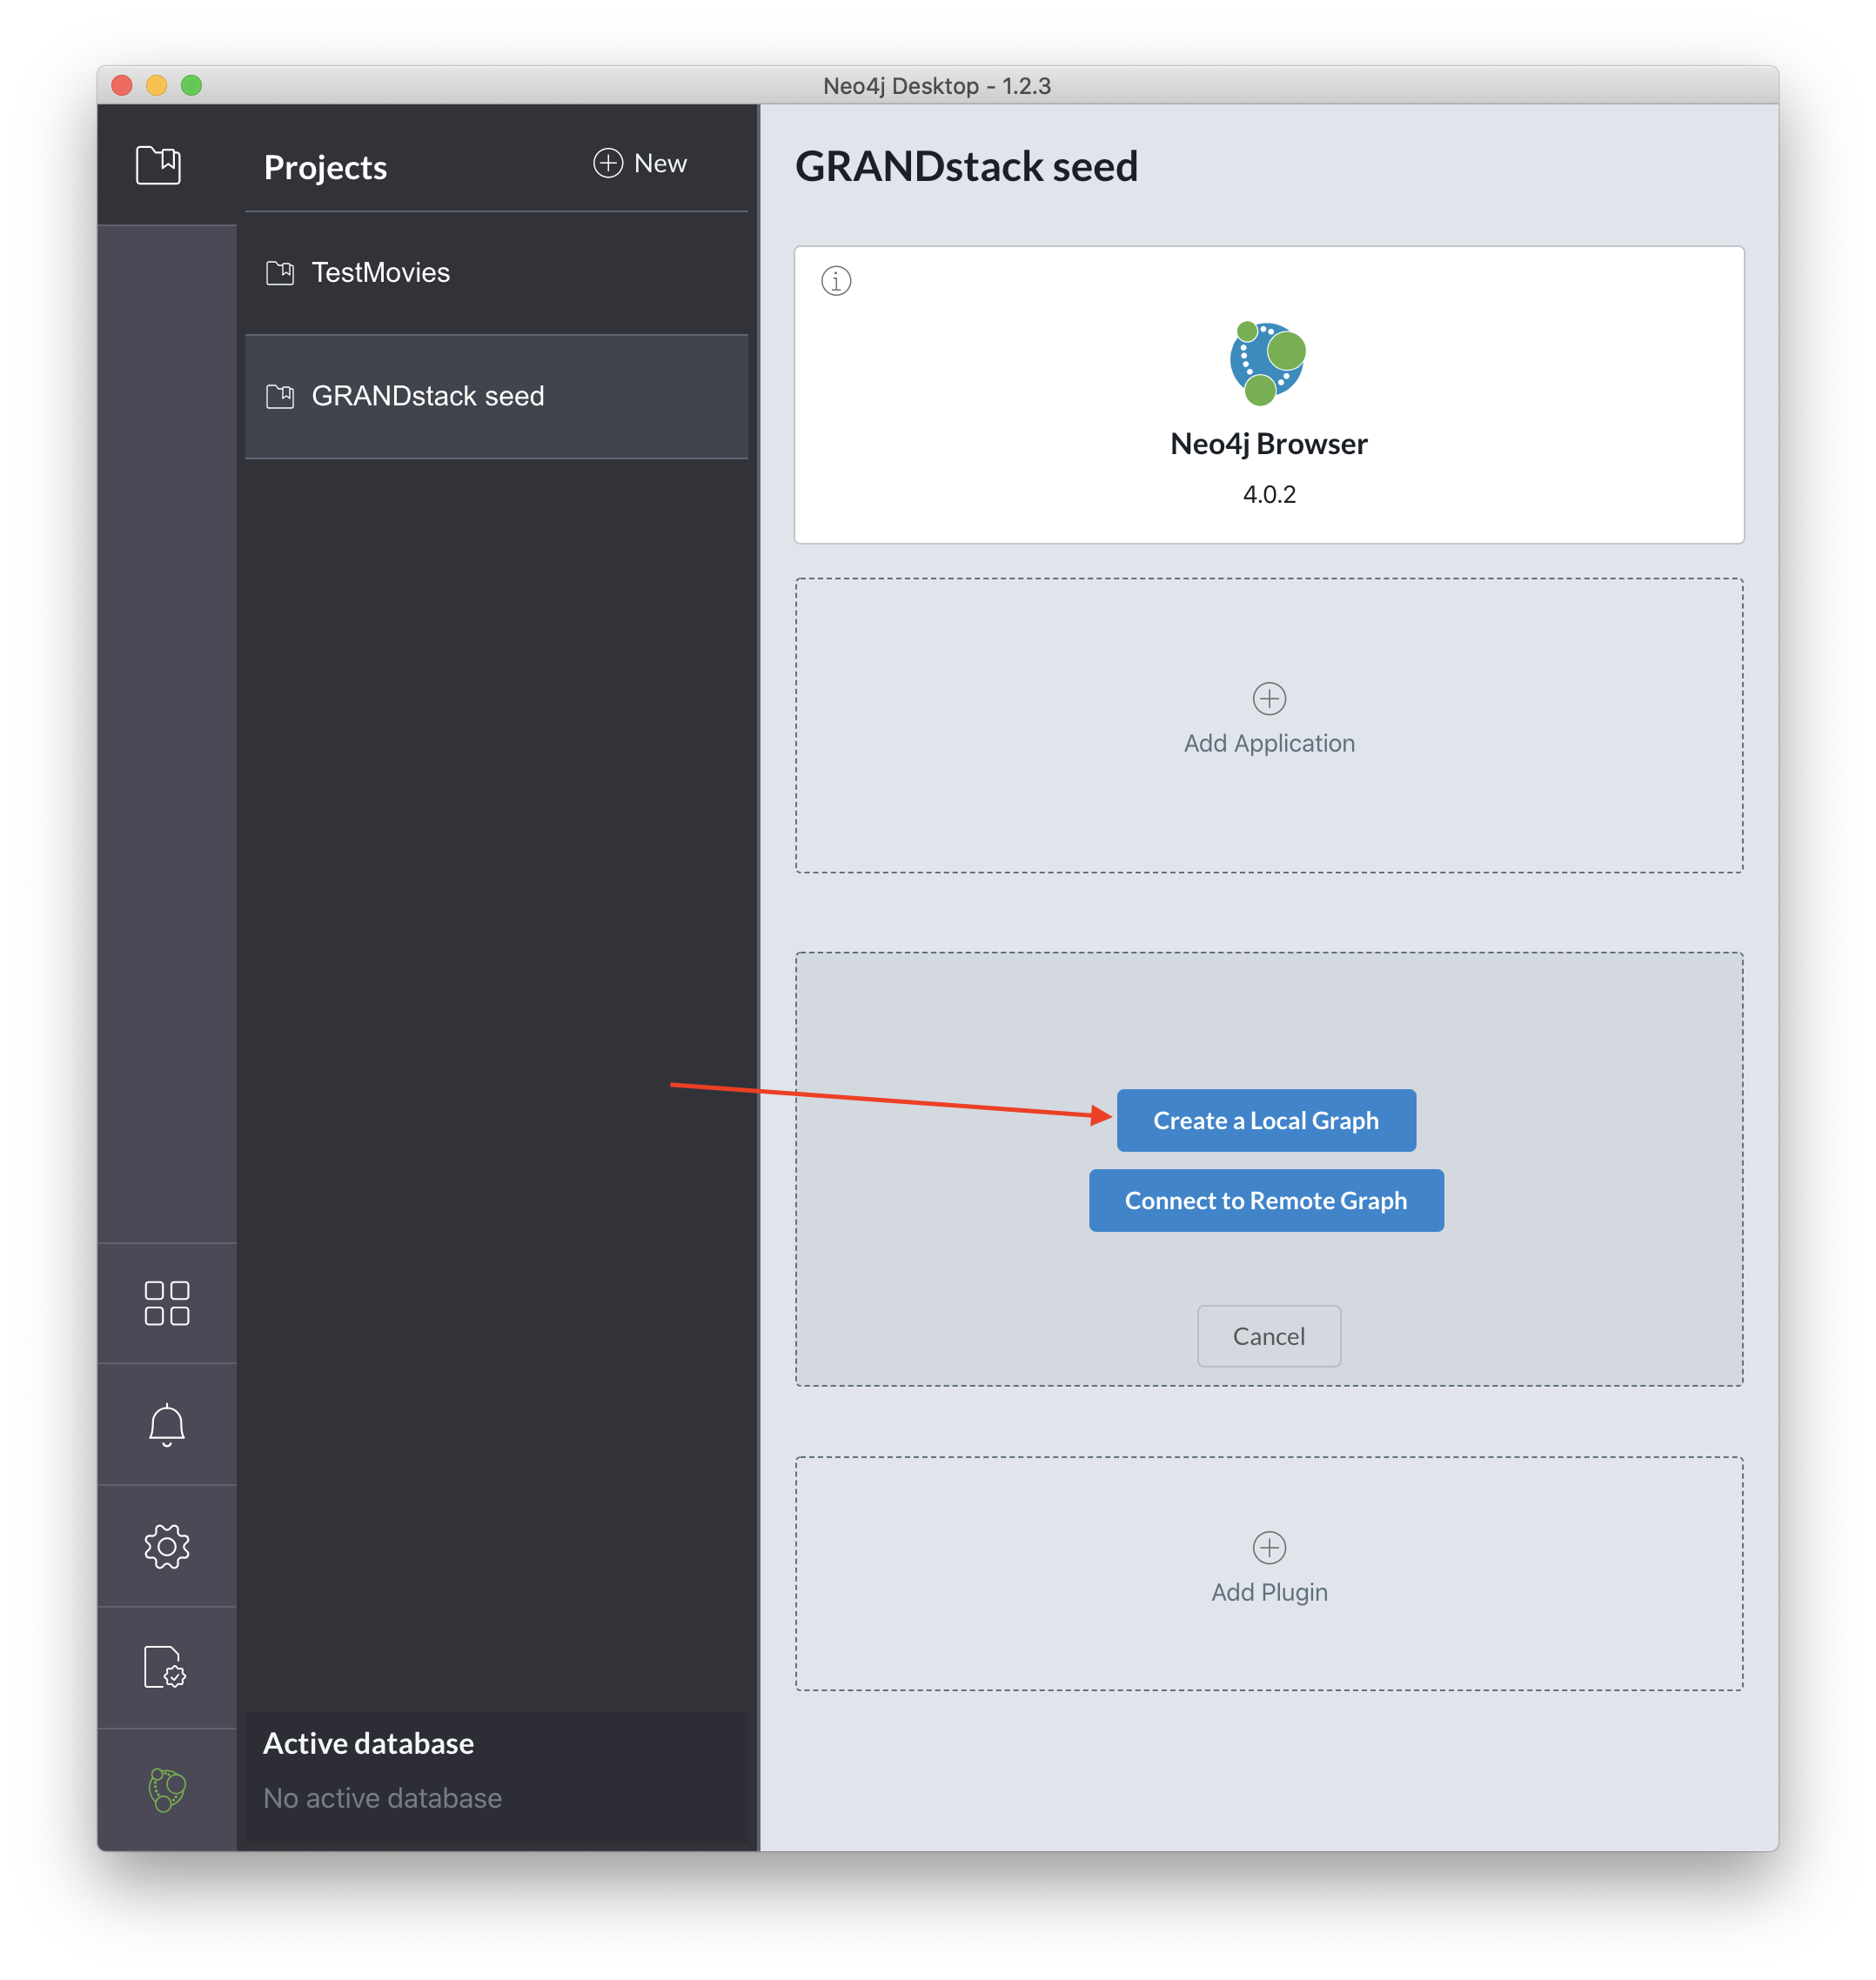 Neo4j Desktop - 1.2.3
Projects
New
TestMovies
GRANDstack seed
Active database
No active database
GRANDstack seed
Neo4j Browser
4.0.2
Add Application
Create a Local Graph
Connect to Remote Graph
Cancel
Add Plugin